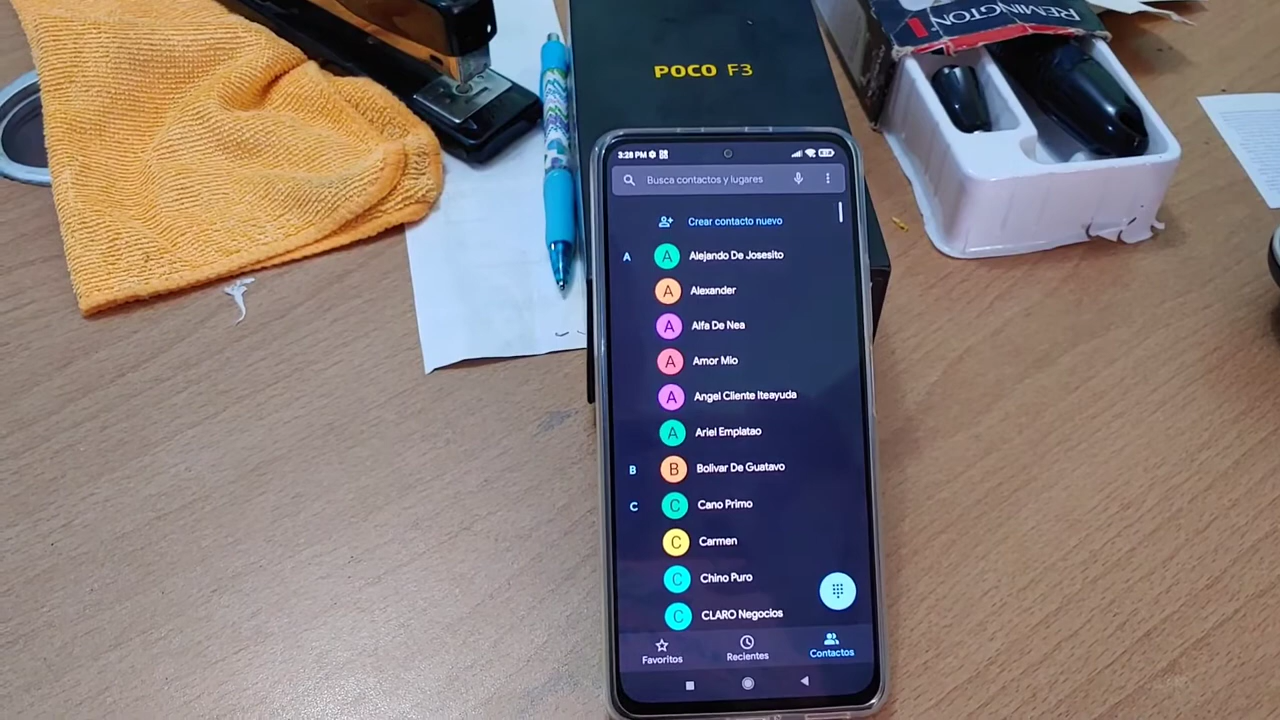 REMINGTON
POCO F3
3:28 PM
Busca contactos y lugares
Crear contacto nuevo
A
A Alejando De Josesito
A Alexander
A Alfa De Nea
A Amor Mio
A Angel Cliente Iteayuda
A Ariel Emplatao
B
B Bolivar De Guatavo
C
C Cano Primo
C Carmen
C Chino Puro
C CLARO Negocios
Favoritos
Recientes
Contactos